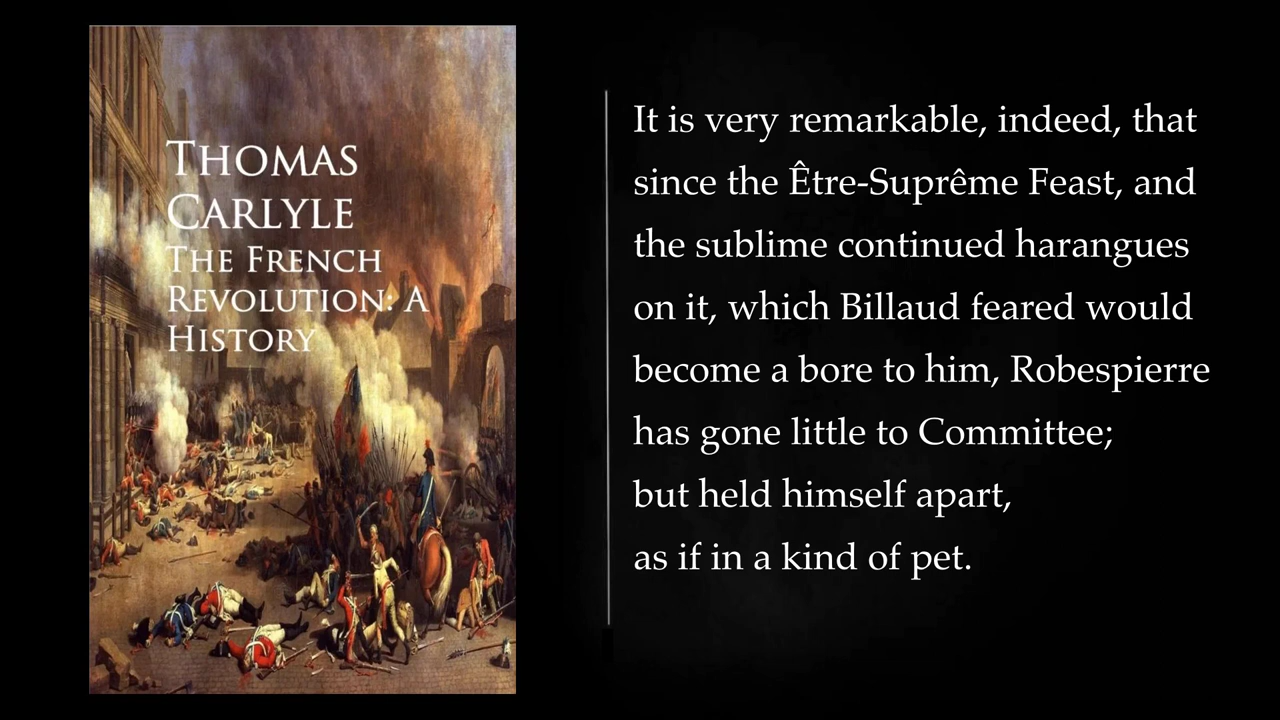 THOMAS
CARLYLE
THE FRENCH
REVOLUTION: A
HISTORY
It is very remarkable, indeed, that
since the Être-Suprême Feast, and
the sublime continued harangues
on it, which Billaud feared would
become a bore to him, Robespierre
has gone little to Committee;
but held himself apart,
as if in a kind of pet.